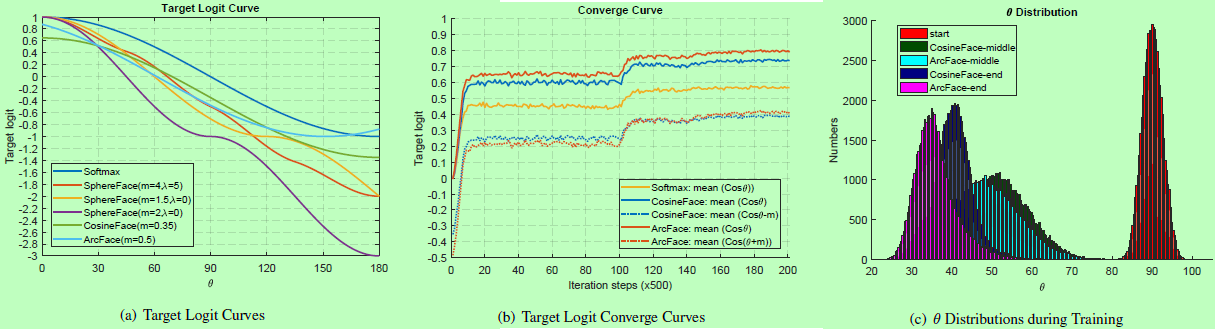 Target Logit Curve
1
0.8
0.6
0.4
0.2
0
-0.2
-0.4
-0.6
-0.8
-1
-1.2
-1.4
-1.6
-1.8
-2
-2.2
-2.4
-2.6
-2.8
-3
Target logit
Softmax
SphereFace(m=4,λ=5)
SphereFace(m=1.5,λ=0)
SphereFace(m=2,λ=0)
CosineFace(m=0.35)
ArcFace(m=0.5)
0 30 60 90 120 150 180
θ
(a) Target Logit Curves
Converge Curve
1
0.9
0.8
0.7
0.6
0.5
0.4
0.3
0.2
0.1
0
-0.1
-0.2
-0.3
-0.4
-0.5
Target logit
Softmax: mean (Cosθ))
CosineFace: mean (Cosθ)
CosineFace: mean (Cosθ-m)
ArcFace: mean (Cosθ)
ArcFace: mean (Cos(θ+m))
1 20 40 60 80 100 120 140 160 180 200
Iteration steps (x500)
(b) Target Logit Converge Curves
θ Distribution
3000
2500
2000
1500
1000
500
0
Numbers
start
CosineFace-middle
ArcFace-middle
CosineFace-end
ArcFace-end
20 30 40 50 60 70 80 90 100
θ
(c) θ Distributions during Training